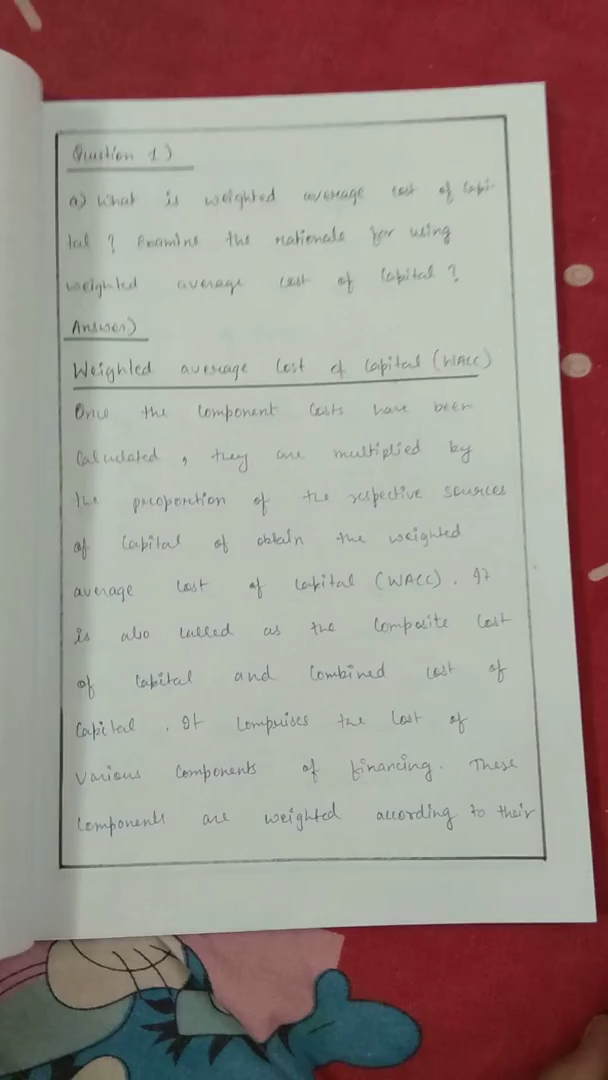 Question 1)
a) What is weighted average cost of capi-
tal ? Examine the rationale for using
weighted average cost of capital ?
Answer)
Weighted average cost of capital (WACC)
Once the component costs have been
calculated , they are multiplied by
the proportion of the respective sources
of capital of obtain the weighted
average cost of capital (WACC) . It
is also called as the composite cost
of capital and combined cost of
capital . It comprises the cost of
various components of financing. These
components are weighted according to their